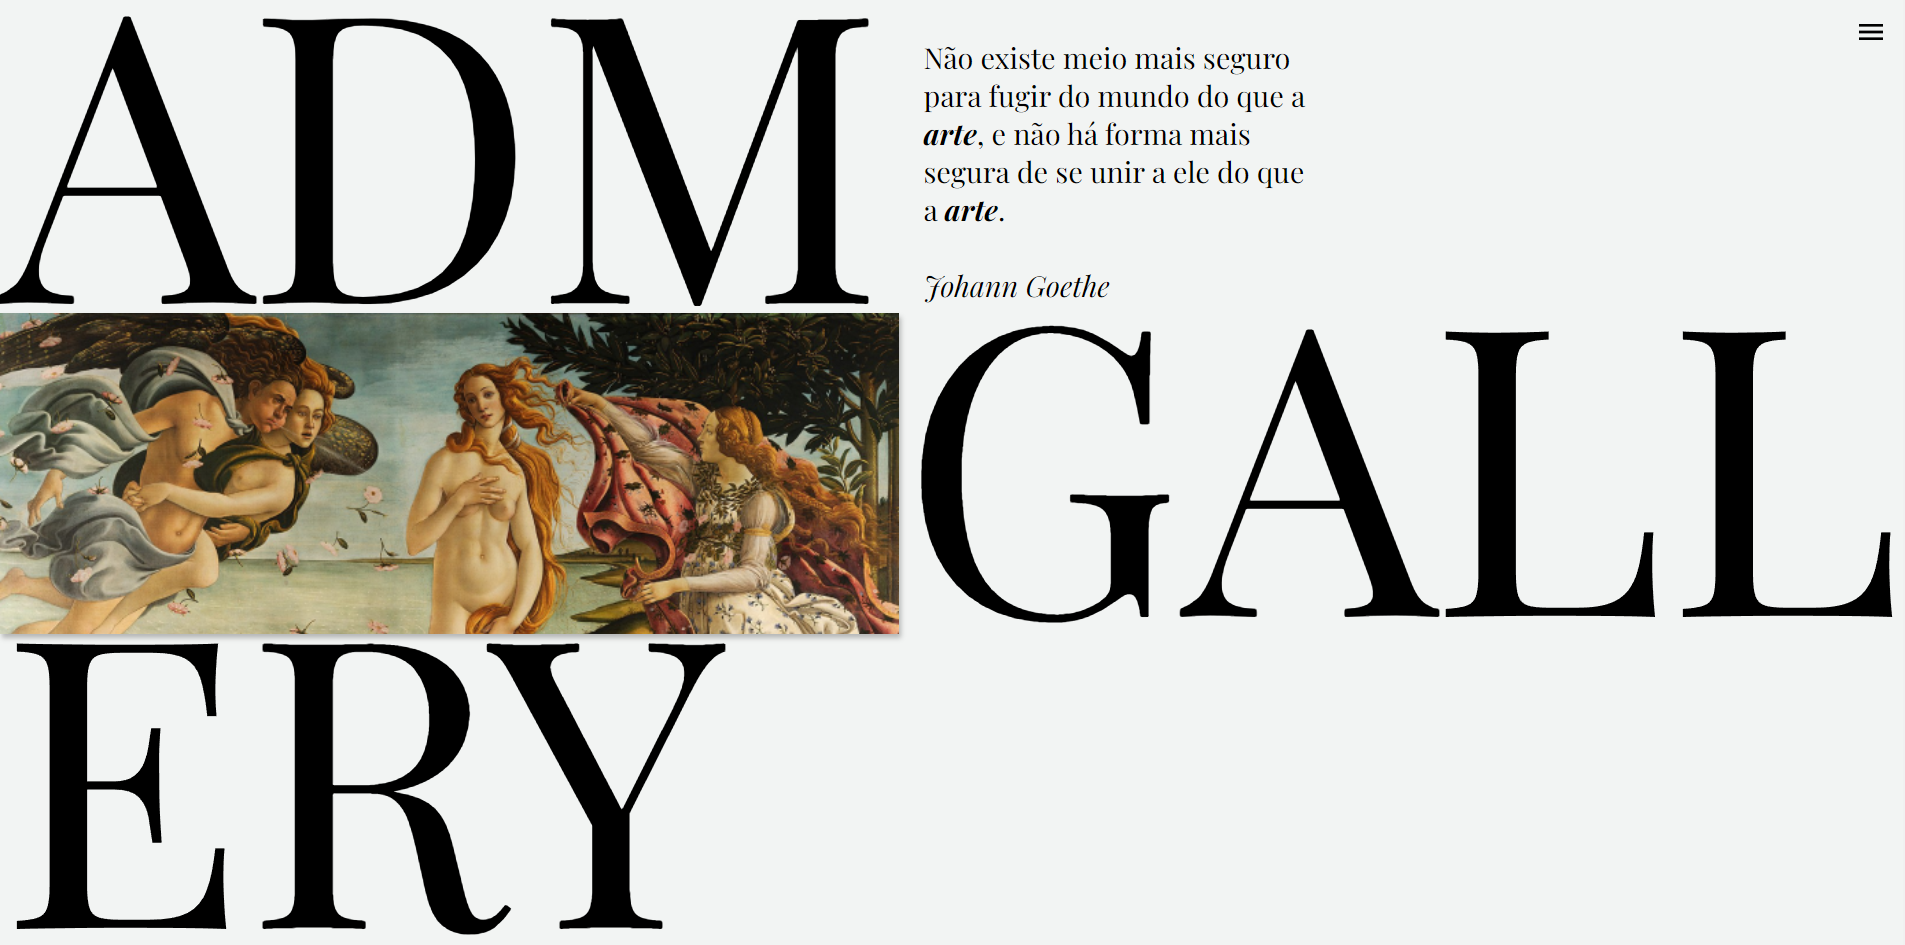 ADM
Não existe meio mais seguro
para fugir do mundo do que a
arte, e não há forma mais
segura de se unir a ele do que
a arte.
Johann Goethe
GALL
ERY